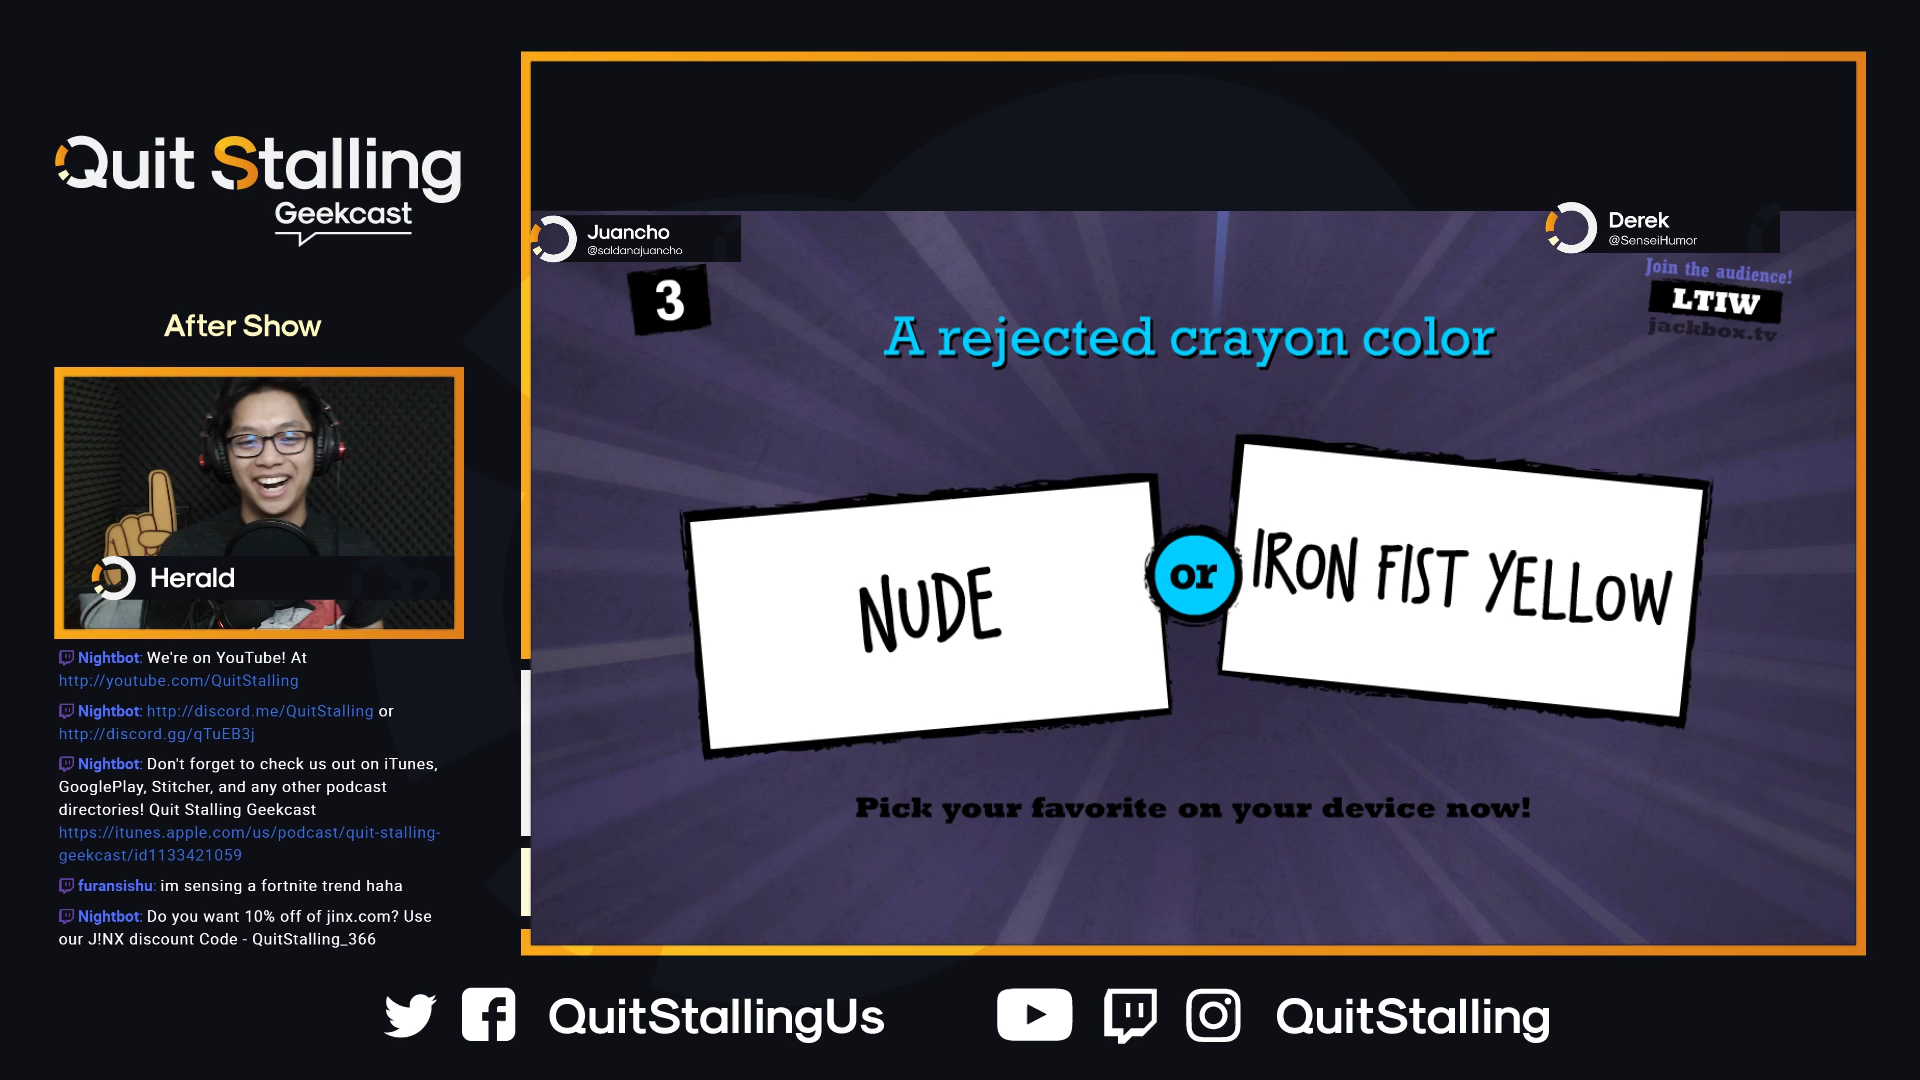 Quit Stalling
Geekcast
After Show
Herald
Nightbot: We're on YouTube! At
http://youtube.com/QuitStalling
Nightbot: http://discord.me/QuitStalling or
http://discord.gg/qTuEB3j
Nightbot: Don't forget to check us out on iTunes,
GooglePlay, Stitcher, and any other podcast
directories! Quit Stalling Geekcast
https://itunes.apple.com/us/podcast/quit-stalling-
geekcast/id1133421059
furansishu: im sensing a fortnite trend haha
Nightbot: Do you want 10% off of jinx.com? Use
our J!NX discount Code - QuitStalling_366
Juancho
@saldanajuancho
Derek
@SenseiHumor
Join the audience!
LTIW
jackbox.tv
3
A rejected crayon color
NUDE
or
IRON FIST YELLOW
Pick your favorite on your device now!
QuitStallingUs
QuitStalling